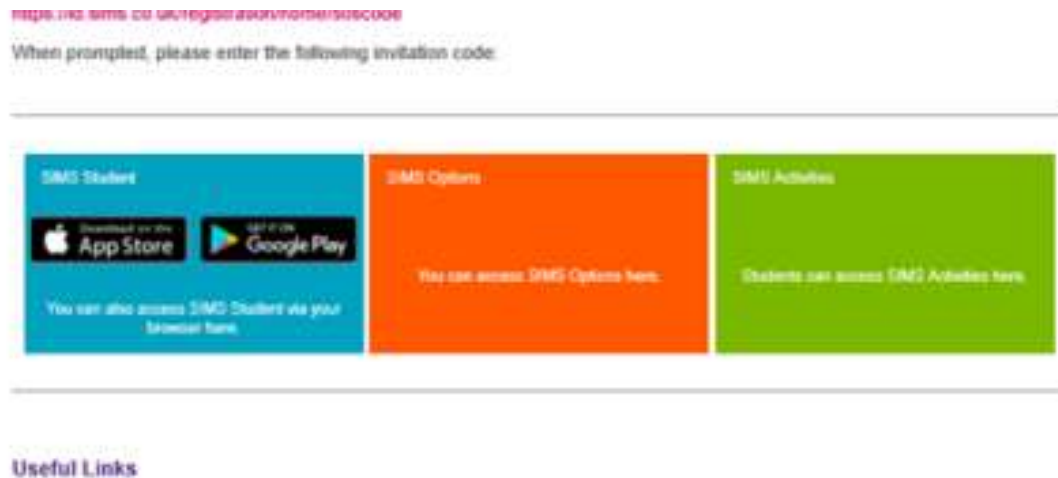 https://id.sims.co.uk/registration/home/soscode
When prompted, please enter the following invitation code:
SIMS Student
SIMS Options
SIMS Activities
Download on the
App Store
GET IT ON
Google Play
You can access SIMS Options here.
Students can access SIMS Activities here.
You can also access SIMS Student via your
browser here.
Useful Links